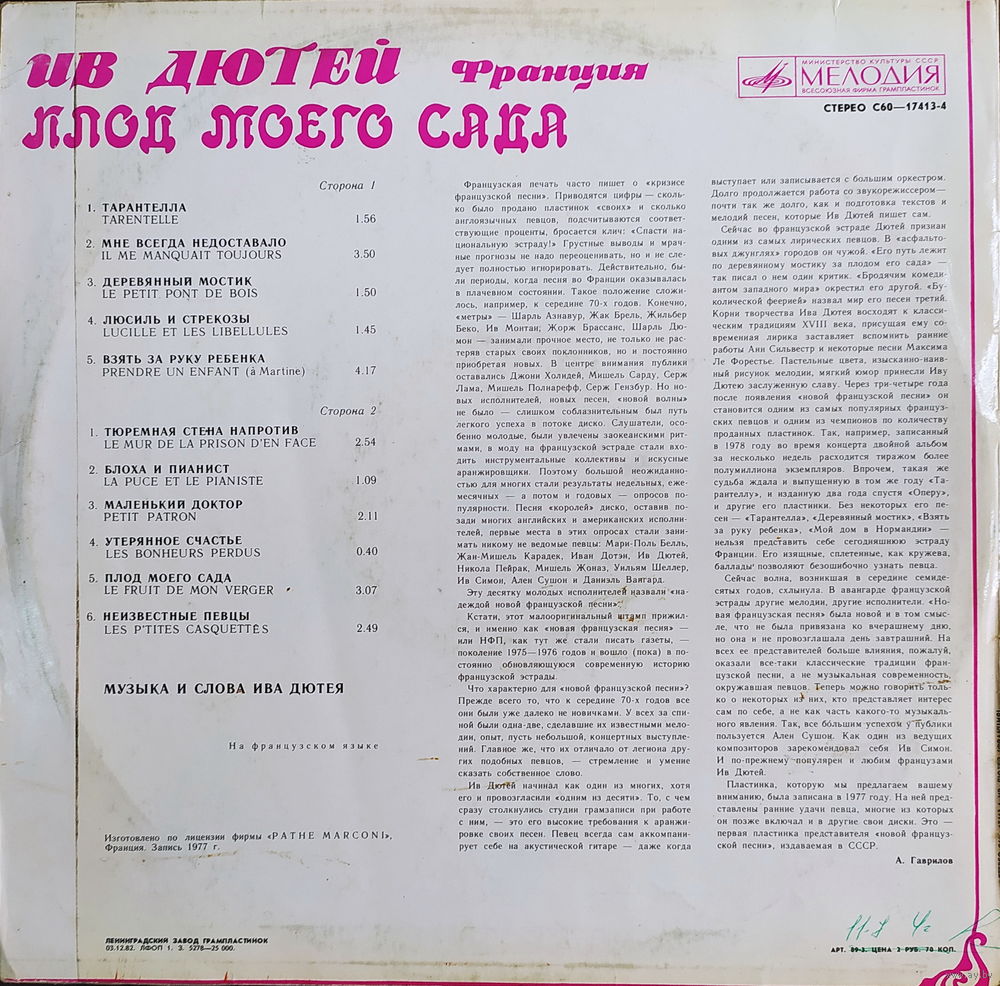 ИВ ДЮТЕЙ Франция
ПЛОД МОЕГО САДА
МИНИСТЕРСТВО КУЛЬТУРЫ СССР
МЕЛОДИЯ
ВСЕСОЮЗНАЯ ФИРМА ГРАМПЛАСТИНОК
СТЕРЕО С60—17413-4
Сторона 1
1. ТАРАНТЕЛЛА
TARENTELLE 1.56
2. МНЕ ВСЕГДА НЕДОСТАВАЛО
IL ME MANQUAIT TOUJOURS 3.50
3. ДЕРЕВЯННЫЙ МОСТИК
LE PETIT PONT DE BOIS 1.50
4. ЛЮСИЛЬ И СТРЕКОЗЫ
LUCILLE ET LES LIBELLULES 1.45
5. ВЗЯТЬ ЗА РУКУ РЕБЕНКА
PRENDRE UN ENFANT (à Martine) 4.17
Сторона 2
1. ТЮРЕМНАЯ СТЕНА НАПРОТИВ
LE MUR DE LA PRISON D'EN FACE 2.54
2. БЛОХА И ПИАНИСТ
LA PUCE ET LE PIANISTE 1.09
3. МАЛЕНЬКИЙ ДОКТОР
PETIT PATRON 2.11
4. УТЕРЯННОЕ СЧАСТЬЕ
LES BONHEURS PERDUS 0.40
5. ПЛОД МОЕГО САДА
LE FRUIT DE MON VERGER 3.07
6. НЕИЗВЕСТНЫЕ ПЕВЦЫ
LES P'TITES CASQUETTES 2.49
МУЗЫКА И СЛОВА ИВА ДЮТЕЯ
На французском языке
Изготовлено по лицензии фирмы «PATHE MARCONI»,
Франция. Запись 1977 г.
ЛЕНИНГРАДСКИЙ ЗАВОД ГРАМПЛАСТИНОК
03.12.82. ЛФОП 1. З. 5278—25 000.
Французская печать часто пишет о «кризисе
французской песни». Приводятся цифры — сколь-
ко было продано пластинок «своих» и сколько
англоязычных певцов, подсчитываются соответ-
ствующие проценты, бросается клич: «Спасти на-
циональную эстраду!» Грустные выводы и мрач-
ные прогнозы не надо переоценивать, но и не сле-
дует полностью игнорировать. Действительно, бы-
ли периоды, когда песня во Франции оказывалась
в плачевном состоянии. Такое положение сложи-
лось, например, к середине 70-х годов. Конечно,
«метры» — Шарль Азнавур, Жак Брель, Жильбер
Беко, Ив Монтан, Жорж Брассанс, Шарль Дю-
мон — занимали прочное место, не только не рас-
теряв старых своих поклонников, но и постоянно
приобретая новых. В центре внимания публики
оставались Джони Холидей, Мишель Сарду, Серж
Лама, Мишель Полнарефф, Серж Гензбур. Но но-
вых исполнителей, новых песен, «новой волны»
не было — слишком соблазнительным был путь
легкого успеха в потоке диско. Слушатели, осо-
бенно молодые, были увлечены заокеанскими рит-
мами, в моду на французской эстраде стали вхо-
дить инструментальные коллективы и искусные
аранжировщики. Поэтому большой неожиданно-
стью для многих стали результаты недельных, еже-
месячных — а потом и годовых — опросов по-
пулярности. Песня «королей» диско, оставив по-
зади многих английских и американских исполни-
телей, первые места в этих опросах стали зани-
мать никому не ведомые певцы: Мари-Поль Белль,
Жан-Мишель Карадек, Иван Дотэн, Ив Дютей,
Никола Пейрак, Мишель Жоназ, Уильям Шеллер,
Ив Симон, Ален Сушон и Даниэль Вангард.
Эту десятку молодых исполнителей назвали «на-
деждой новой французской песни».
Кстати, этот малооригинальный штамп прижил-
ся, и именно как «новая французская песня» —
или НФП, как тут же стали писать газеты, —
поколение 1975—1976 годов и вошло (пока) в по-
стоянно обновляющуюся современную историю
французской эстрады.
Что характерно для «новой французской песни»?
Прежде всего то, что к середине 70-х годов все
они были уже далеко не новичками. У всех за спи-
ной были одна-две, сделавшие их известными мело-
дии, опыт, пусть небольшой, концертных выступле-
ний. Главное же, что их отличало от легиона дру-
гих подобных певцов, — стремление и умение
сказать собственное слово.
Ив Дютей начинал как один из многих, хотя
его и провозгласили «одним из десяти». То, с чем
сразу столкнулись студии грамзаписи при работе
с ним, — это его высокие требования к аранжи-
ровке своих песен. Певец всегда сам аккомпани-
рует себе на акустической гитаре — даже когда
выступает или записывается с большим оркестром.
Долго продолжается работа со звукорежиссером —
почти так же долго, как и подготовка текстов и
мелодий песен, которые Ив Дютей пишет сам.
Сейчас во французской эстраде Дютей признан
одним из самых лирических певцов. В «асфальто-
вых джунглях» городов он чужой. «Его путь лежит
по деревянному мостику за плодом его сада» —
так писал о нем один критик. «Бродячим комеди-
антом западного мира» окрестил его другой. «Бу-
колической феерией» назвал мир его песен третий.
Корни творчества Ива Дютея восходят к класси-
ческим традициям XVIII века, присущая ему со-
временная лирика заставляет вспомнить ранние
работы Анн Сильвестр и некоторые песни Максима
Ле Форестье. Пастельные цвета, изысканно-наив-
ный рисунок мелодии, мягкий юмор принесли Иву
Дютею заслуженную славу. Через три-четыре года
после появления «новой французской песни» он
становится одним из самых популярных француз-
ских певцов и одним из чемпионов по количеству
проданных пластинок. Так, например, записанный
в 1978 году во время концерта двойной альбом
за несколько недель расходится тиражом более
полумиллиона экземпляров. Впрочем, такая же
судьба ждала и выпущенную в том же году «Та-
рантеллу», и изданную два года спустя «Оперу»,
и другие его пластинки. Без некоторых его пе-
сен — «Тарантелла», «Деревянный мостик», «Взять
за руку ребенка», «Мой дом в Нормандии» —
нельзя представить себе сегодняшнюю эстраду
Франции. Его изящные, сплетенные, как кружева,
баллады позволяют безошибочно узнать певца.
Сейчас волна, возникшая в середине семиде-
сятых годов, схлынула. В авангарде французской
эстрады другие мелодии, другие исполнители. «Но-
вая французская песня» была новой и в том смыс-
ле, что не была привязана ко вчерашнему дню,
но она и не провозглашала день завтрашний. На
всех ее представителей больше влияния, пожалуй,
оказали все-таки классические традиции фран-
цузской песни, а не музыкальная современность,
окружавшая певцов. Теперь можно говорить толь-
ко о некоторых из них, кто представляет интерес
сам по себе, а не как часть какого-то музыкаль-
ного явления. Так, все большим успехом у публики
пользуется Ален Сушон. Как один из ведущих
композиторов зарекомендовал себя Ив Симон.
И по-прежнему популярен и любим французами
Ив Дютей.
Пластинка, которую мы предлагаем вашему
вниманию, была записана в 1977 году. На ней пред-
ставлены ранние удачи певца, многие из которых
он позже включал и в другие свои диски. Это —
первая пластинка представителя «новой француз-
ской песни», издаваемая в СССР.
А. Гаврилов
АРТ. 89-3. ЦЕНА 2 РУБ. 70 КОП.